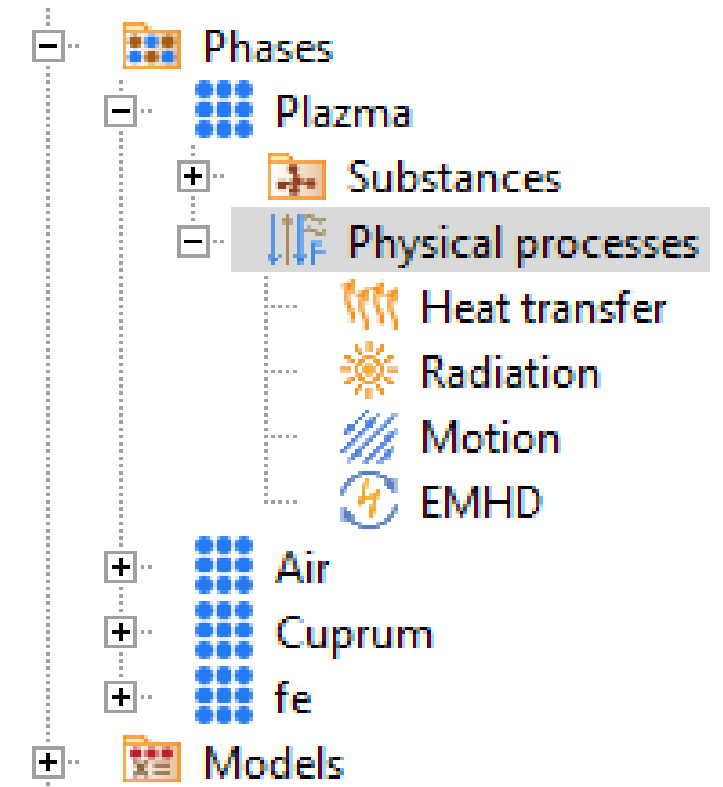 Phases
Plazma
Substances
Physical processes
Heat transfer
Radiation
Motion
EMHD
Air
Cuprum
fe
Models